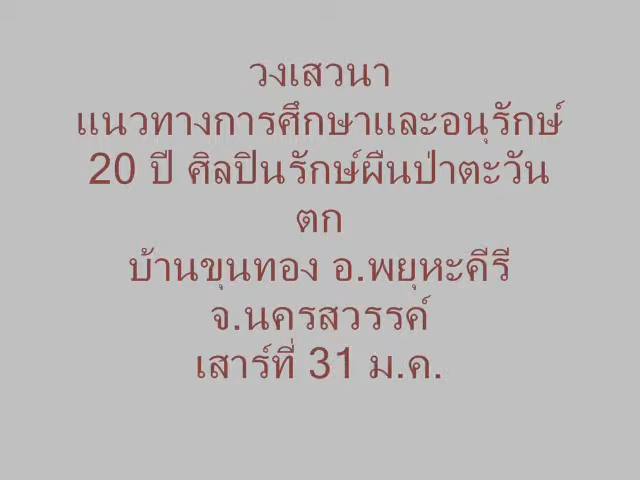 วงเสวนา
แนวทางการศึกษาและอนุรักษ์
20 ปี ศิลปินรักษ์ผืนป่าตะวัน
ตก
บ้านขุนทอง อ.พยุหะคีรี
จ.นครสวรรค์
เสาร์ที่ 31 ม.ค.